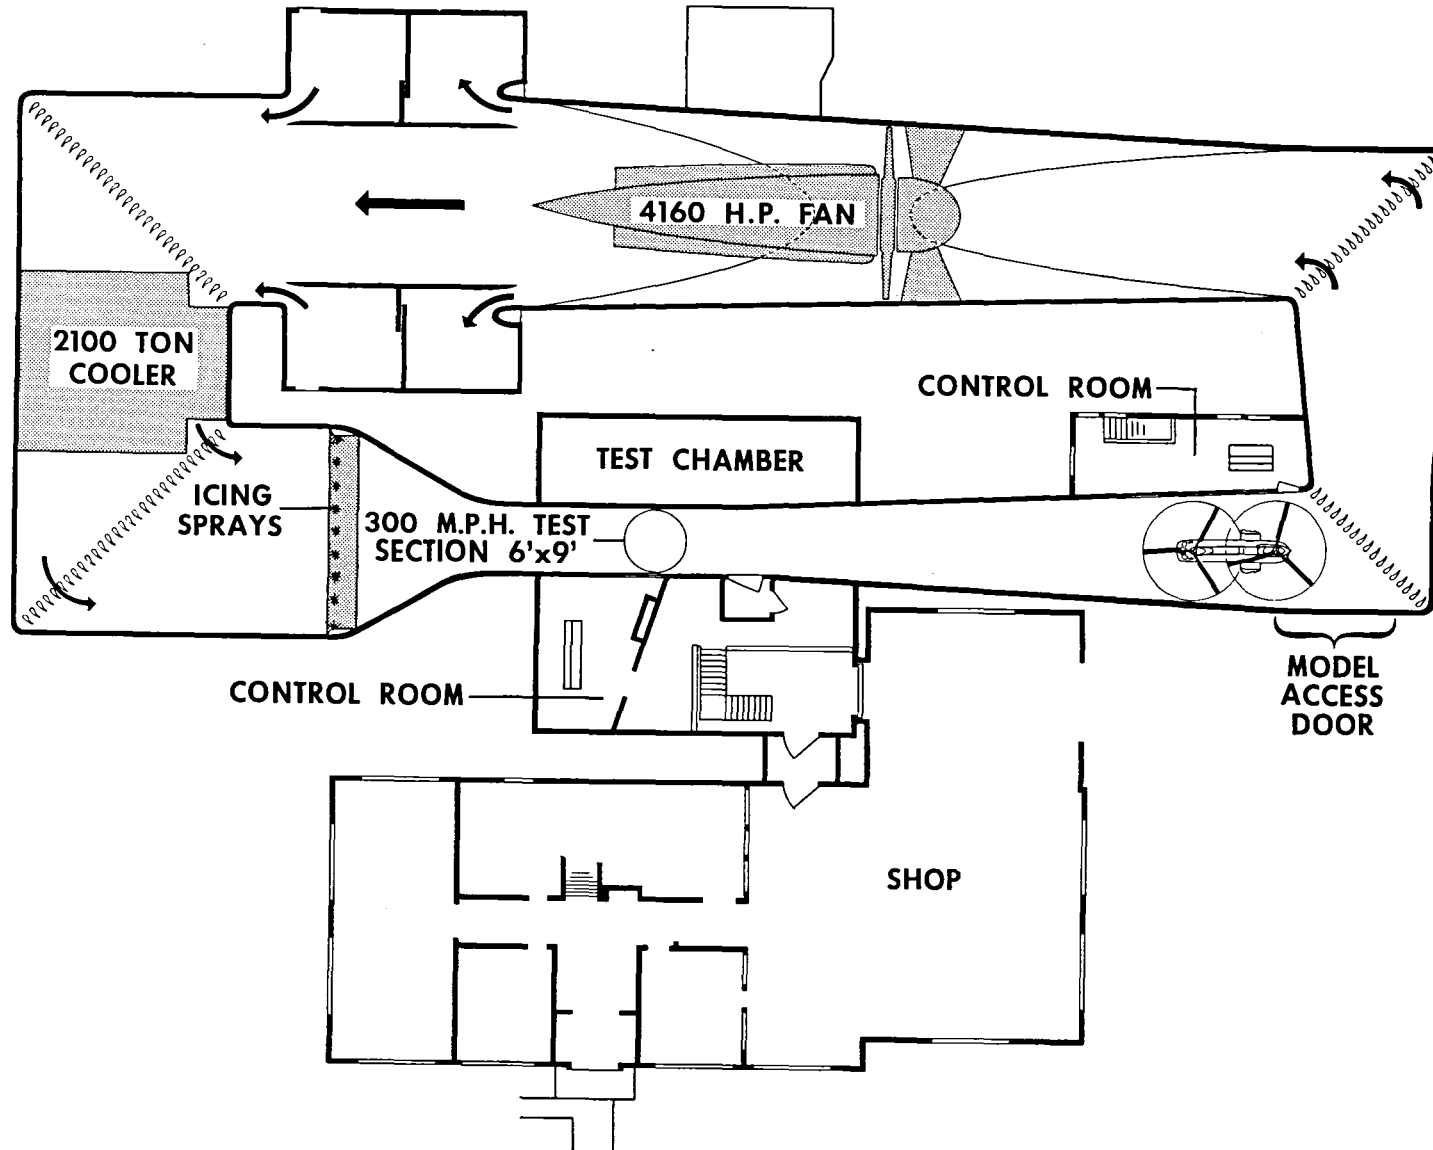 4160 H.P. FAN
2100 TON
COOLER
CONTROL ROOM
TEST CHAMBER
ICING
SPRAYS
300 M.P.H. TEST
SECTION 6'x9'
CONTROL ROOM
MODEL
ACCESS
DOOR
SHOP